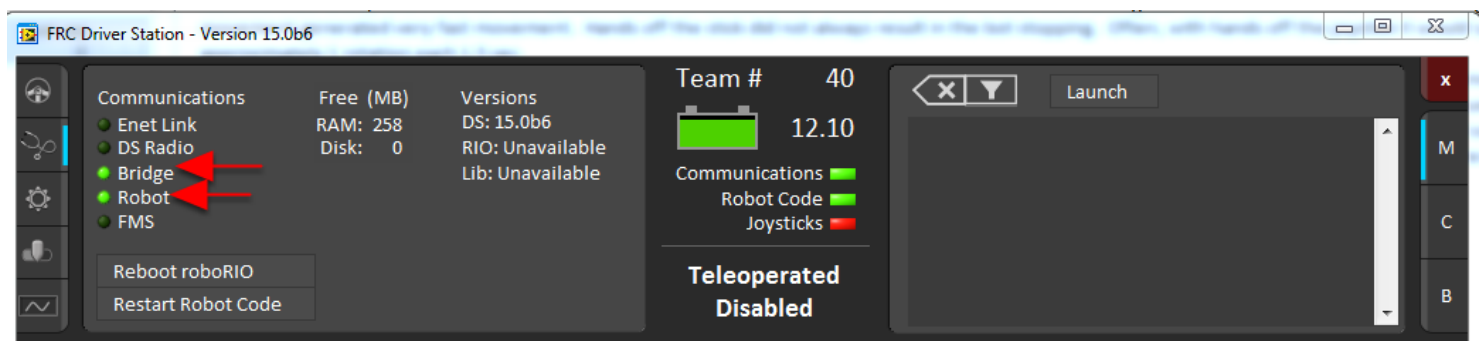 FRC Driver Station - Version 15.0b6
Communications
Enet Link
DS Radio
Bridge
Robot
FMS
Reboot roboRIO
Restart Robot Code
Free (MB)
RAM: 258
Disk: 0
Versions
DS: 15.0b6
RIO: Unavailable
Lib: Unavailable
Team # 40
12.10
Communications
Robot Code
Joysticks
Teleoperated
Disabled
Launch
x
M
C
B